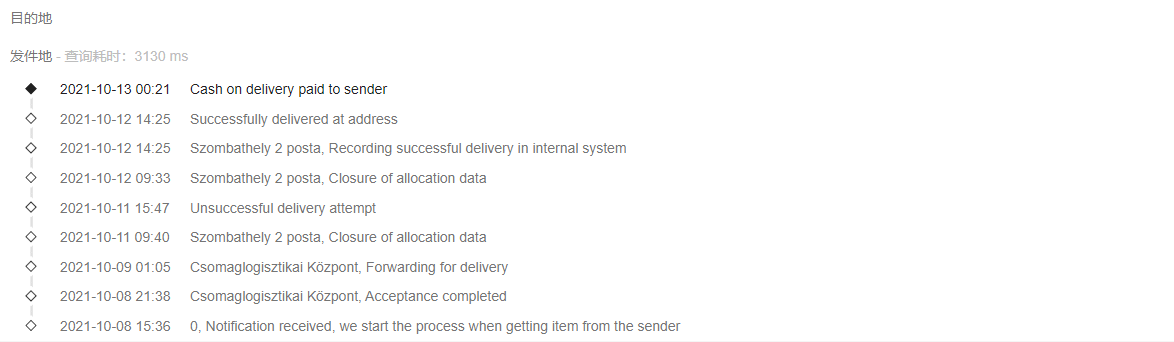 目的地
发件地 - 查询耗时：3130 ms
2021-10-13 00:21 Cash on delivery paid to sender
2021-10-12 14:25 Successfully delivered at address
2021-10-12 14:25 Szombathely 2 posta, Recording successful delivery in internal system
2021-10-12 09:33 Szombathely 2 posta, Closure of allocation data
2021-10-11 15:47 Unsuccessful delivery attempt
2021-10-11 09:40 Szombathely 2 posta, Closure of allocation data
2021-10-09 01:05 Csomaglogisztikai Központ, Forwarding for delivery
2021-10-08 21:38 Csomaglogisztikai Központ, Acceptance completed
2021-10-08 15:36 0, Notification received, we start the process when getting item from the sender